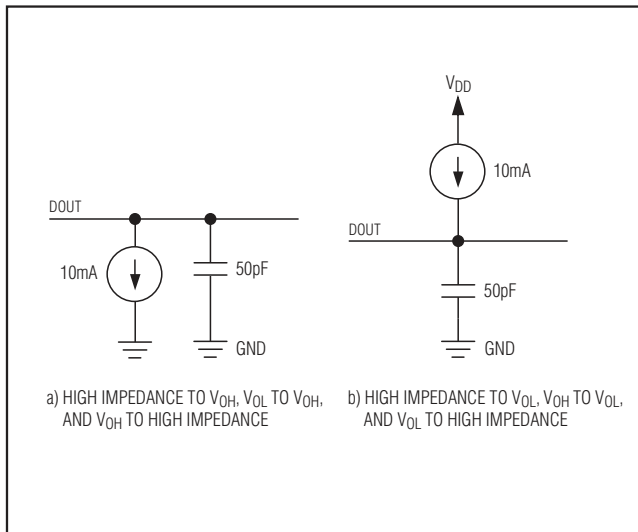 DOUT
10mA
50pF
GND
a) HIGH IMPEDANCE TO VOH, VOL TO VOH,
AND VOH TO HIGH IMPEDANCE
VDD
10mA
DOUT
50pF
GND
b) HIGH IMPEDANCE TO VOL, VOH TO VOL,
AND VOL TO HIGH IMPEDANCE